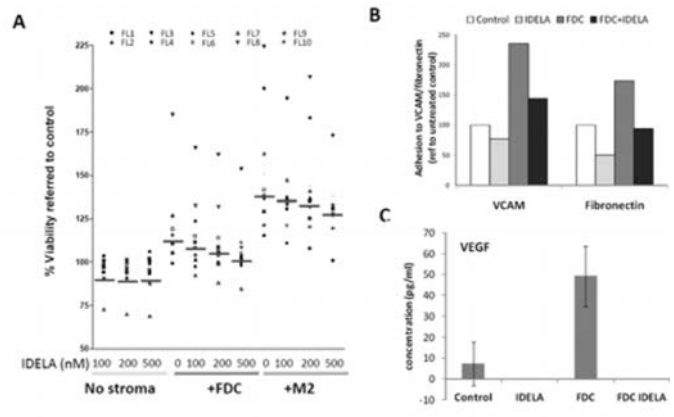 A
FL1 FL3 FL5 FL7 FL9
FL2 FL4 FL6 FL8 FL10
% Viability referred to control
225
200
175
150
125
100
75
50
IDELA (nM) 100 200 500 0 100 200 500 0 100 200 500
No stroma +FDC +M2
B
Control IDELA FDC FDC+IDELA
Adhesion to VCAM/fibronectin
(ref to untreated control)
250
200
150
100
50
0
VCAM Fibronectin
C
VEGF
concentration (pg/ml)
70
60
50
40
30
20
10
0
-10
Control IDELA FDC FDC IDELA